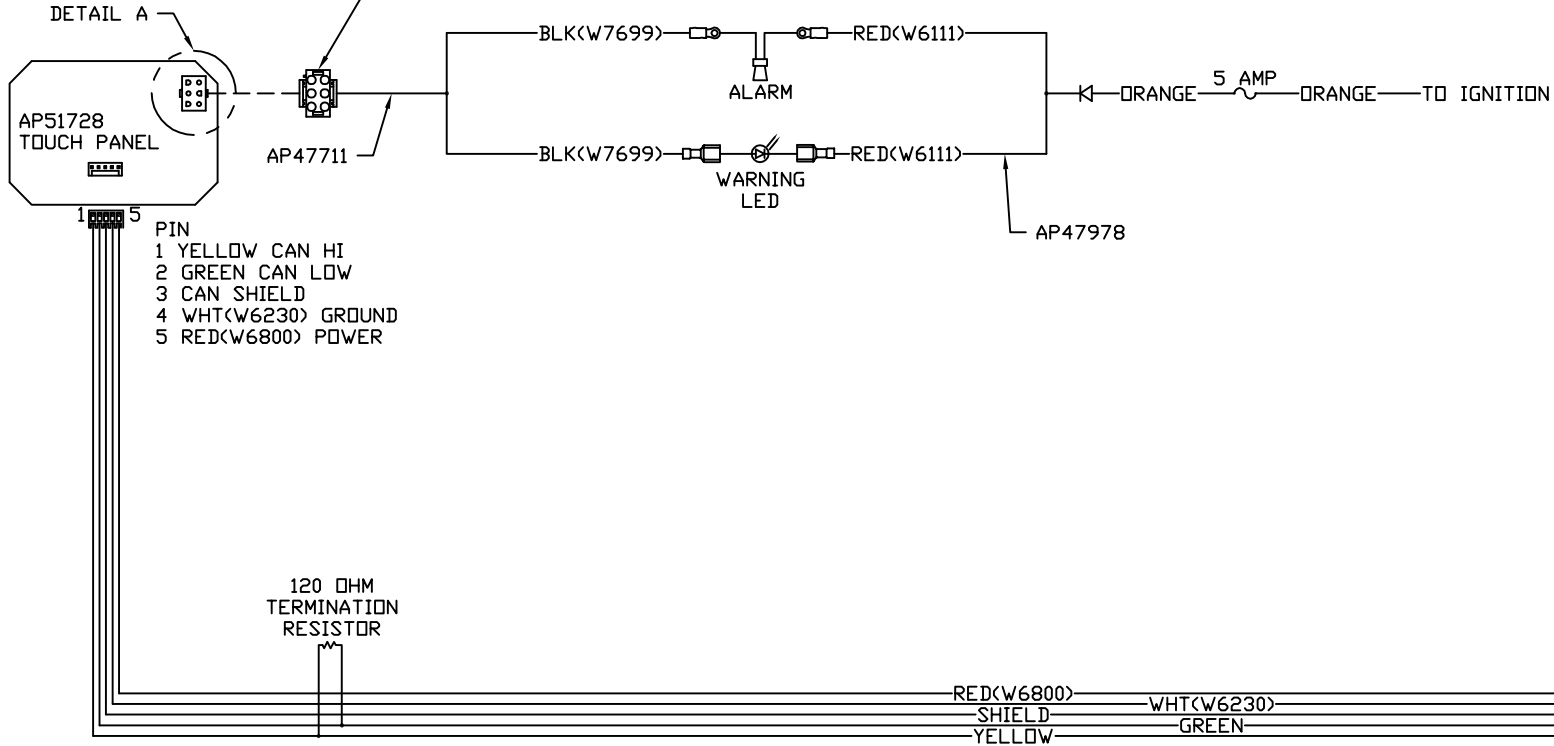 DETAIL A
AP51728
TOUCH PANEL
1
5
PIN
1 YELLOW CAN HI
2 GREEN CAN LOW
3 CAN SHIELD
4 WHT(W6230) GROUND
5 RED(W6800) POWER
AP47711
BLK(W7699)
ALARM
RED(W6111)
BLK(W7699)
WARNING
LED
RED(W6111)
AP47978
ORANGE
5 AMP
ORANGE
TO IGNITION
120 OHM
TERMINATION
RESISTOR
RED(W6800)
WHT(W6230)
SHIELD
GREEN
YELLOW